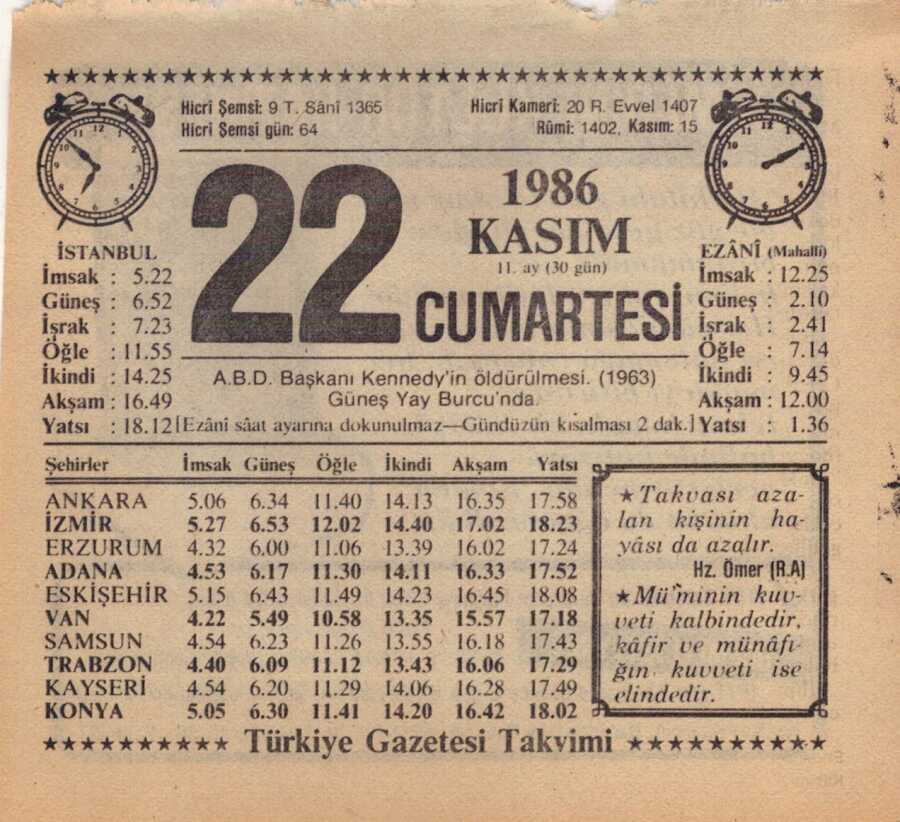 Hicrî Şemsî: 9 T. Sânî 1365
Hicrî Şemsi gün: 64
Hicrî Kamerî: 20 R. Evvel 1407
Rûmi: 1402, Kasım: 15
22
1986
KASIM
11. ay (30 gün)
CUMARTESİ
İSTANBUL
İmsak : 5.22
Güneş : 6.52
İşrak : 7.23
Öğle : 11.55
İkindi : 14.25
Akşam : 16.49
Yatsı : 18.12
EZÂNÎ (Mahallî)
İmsak : 12.25
Güneş : 2.10
İşrak : 2.41
Öğle : 7.14
İkindi : 9.45
Akşam : 12.00
Yatsı : 1.36
A.B.D. Başkanı Kennedy'in öldürülmesi. (1963)
Güneş Yay Burcu'nda.
[Ezânî sâat ayarına dokunulmaz—Gündüzün kısalması 2 dak.]
Şehirler İmsak Güneş Öğle İkindi Akşam Yatsı
ANKARA 5.06 6.34 11.40 14.13 16.35 17.58
İZMİR 5.27 6.53 12.02 14.40 17.02 18.23
ERZURUM 4.32 6.00 11.06 13.39 16.02 17.24
ADANA 4.53 6.17 11.30 14.11 16.33 17.52
ESKİŞEHİR 5.15 6.43 11.49 14.23 16.45 18.08
VAN 4.22 5.49 10.58 13.35 15.57 17.18
SAMSUN 4.54 6.23 11.26 13.55 16.18 17.43
TRABZON 4.40 6.09 11.12 13.43 16.06 17.29
KAYSERİ 4.54 6.20 11.29 14.06 16.28 17.49
KONYA 5.05 6.30 11.41 14.20 16.42 18.02
★Takvası aza-
lan kişinin ha-
yâsı da azalır.
Hz. Ömer (R.A)
★Mü'minin kuv-
veti kalbindedir,
kâfir ve münâfı-
ğın kuvveti ise
elindedir.
★★★★★★★★★★ Türkiye Gazetesi Takvimi ★★★★★★★★★★